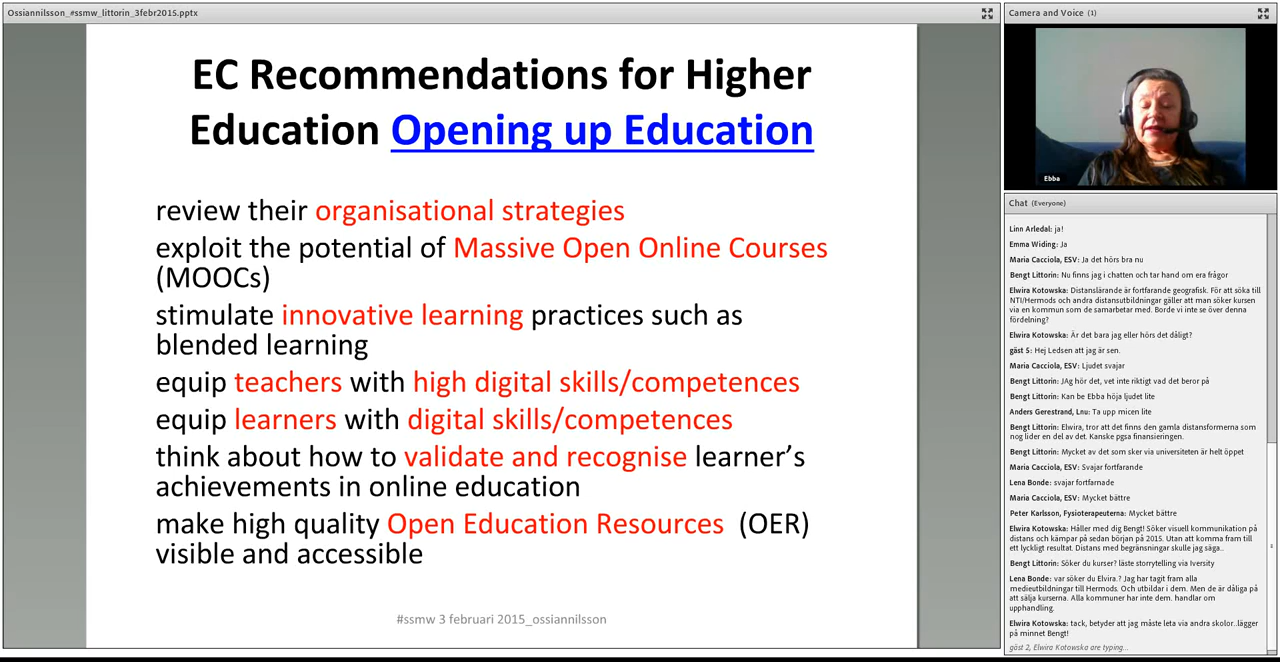 Ossiannilsson_#ssmw_littorin_3febr2015.pptx
EC Recommendations for Higher
Education Opening up Education
review their organisational strategies
exploit the potential of Massive Open Online Courses
(MOOCs)
stimulate innovative learning practices such as
blended learning
equip teachers with high digital skills/competences
equip learners with digital skills/competences
think about how to validate and recognise learner’s
achievements in online education
make high quality Open Education Resources (OER)
visible and accessible
#ssmw 3 februari 2015_ossiannilsson
Camera and Voice (1)
Ebba
Chat (Everyone)
Linn Arledal: ja!
Emma Widing: Ja
Maria Cacciola, ESV: Ja det hörs bra nu
Bengt Littorin: Nu finns jag i chatten och tar hand om era frågor
Elwira Kotowska: Distanslärande är fortfarande geografisk. För att söka till
NTI/Hermods och andra distansutbildningar gäller att man söker kursen
via en kommun som de samarbetar med. Borde vi inte se över denna
fördelning?
Elwira Kotowska: Är det bara jag eller hörs det dåligt?
gäst 5: Hej Ledsen att jag är sen.
Maria Cacciola, ESV: Ljudet svajar
Bengt Littorin: JAg hör det, vet inte riktigt vad det beror på
Bengt Littorin: Kan be Ebba höja ljudet lite
Anders Gerestrand, Lnu: Ta upp micen lite
Bengt Littorin: Elwira, tror att det finns den gamla distansformerna som
nog lider en del av det. Kanske pgsa finansieringen.
Bengt Littorin: Mycket av det som sker via universiteten är helt öppet
Maria Cacciola, ESV: Svajar fortfarande
Lena Bonde: svajar fortfarnade
Maria Cacciola, ESV: Mycket bättre
Peter Karlsson, Fysioterapeuterna: Mycket bättre
Elwira Kotowska: Håller med dig Bengt! Söker visuell kommunikation på
distans och kämpar på sedan början på 2015. Utan att komma fram till
ett lyckligt resultat. Distans med begränsningar skulle jag säga..
Bengt Littorin: Söker du kurser? läste storrytelling via Iversity
Lena Bonde: var söker du Elvira.? Jag har tagit fram alla
medieutbildningar till Hermods. Och utbildar i dem. Men de är dåliga på
att sälja kurserna. Alla kommuner har inte dem. handlar om
upphandling.
Elwira Kotowska: tack, betyder att jag måste leta via andra skolor..lägger
på minnet Bengt!
gäst 2, Elwira Kotowska are typing...